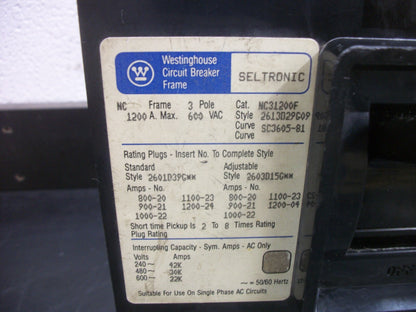 Westinghouse
Circuit Breaker
Frame
SELTRONIC
NC Frame 3 Pole Cat. NC31200F
1200 A. Max. 600 VAC Style 2613D29G09
Curve
Curve SC3605-81
Rating Plugs - Insert No. To Complete Style
Standard Adjustable
Style 2601D39GWW Style 2603D15GWW
Amps - No. Amps - No.
800-20 1100-23 800-20 1100-23
900-21 1200-24 900-21 1200-04
1000-22 1000-22
Short time Pickup Is 2 To 8 Times Rating
Plug Rating
Interrupting Capacity - Sym. Amps - AC Only
Volts Amps
240 ~ 42K
480 ~ 30K
600 ~ 22K
~ = 50/60 Hertz
Suitable For Use On Single Phase AC Circuits